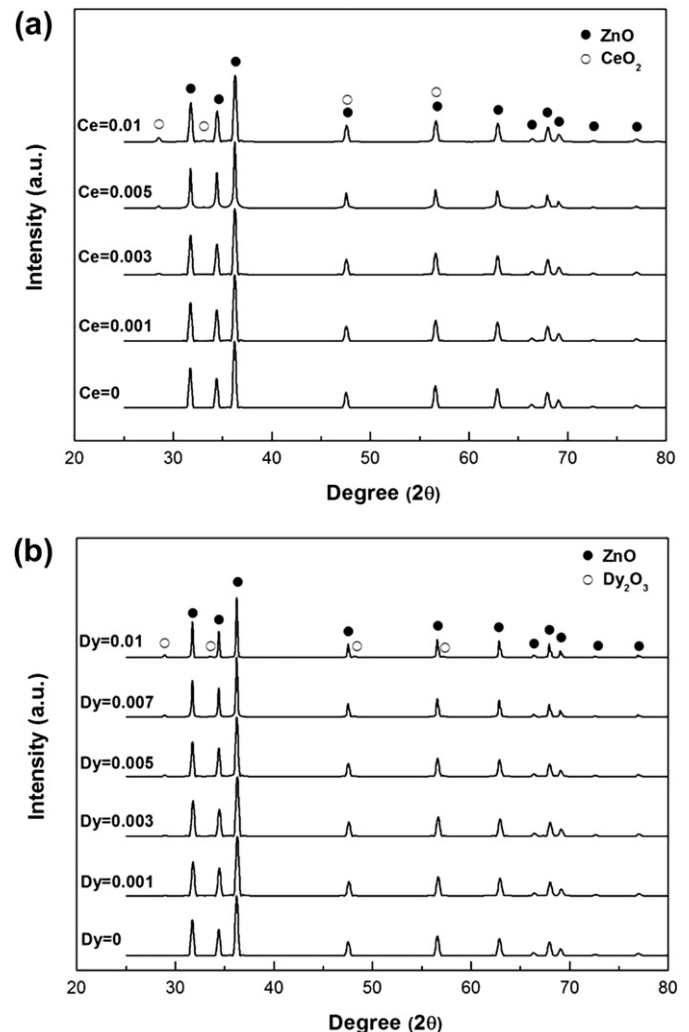 (a)
● ZnO
○ CeO₂
Ce=0.01
Ce=0.005
Ce=0.003
Ce=0.001
Ce=0
Intensity (a.u.)
20 30 40 50 60 70 80
Degree (2θ)
(b)
● ZnO
○ Dy₂O₃
Dy=0.01
Dy=0.007
Dy=0.005
Dy=0.003
Dy=0.001
Dy=0
Intensity (a.u.)
20 30 40 50 60 70 80
Degree (2θ)